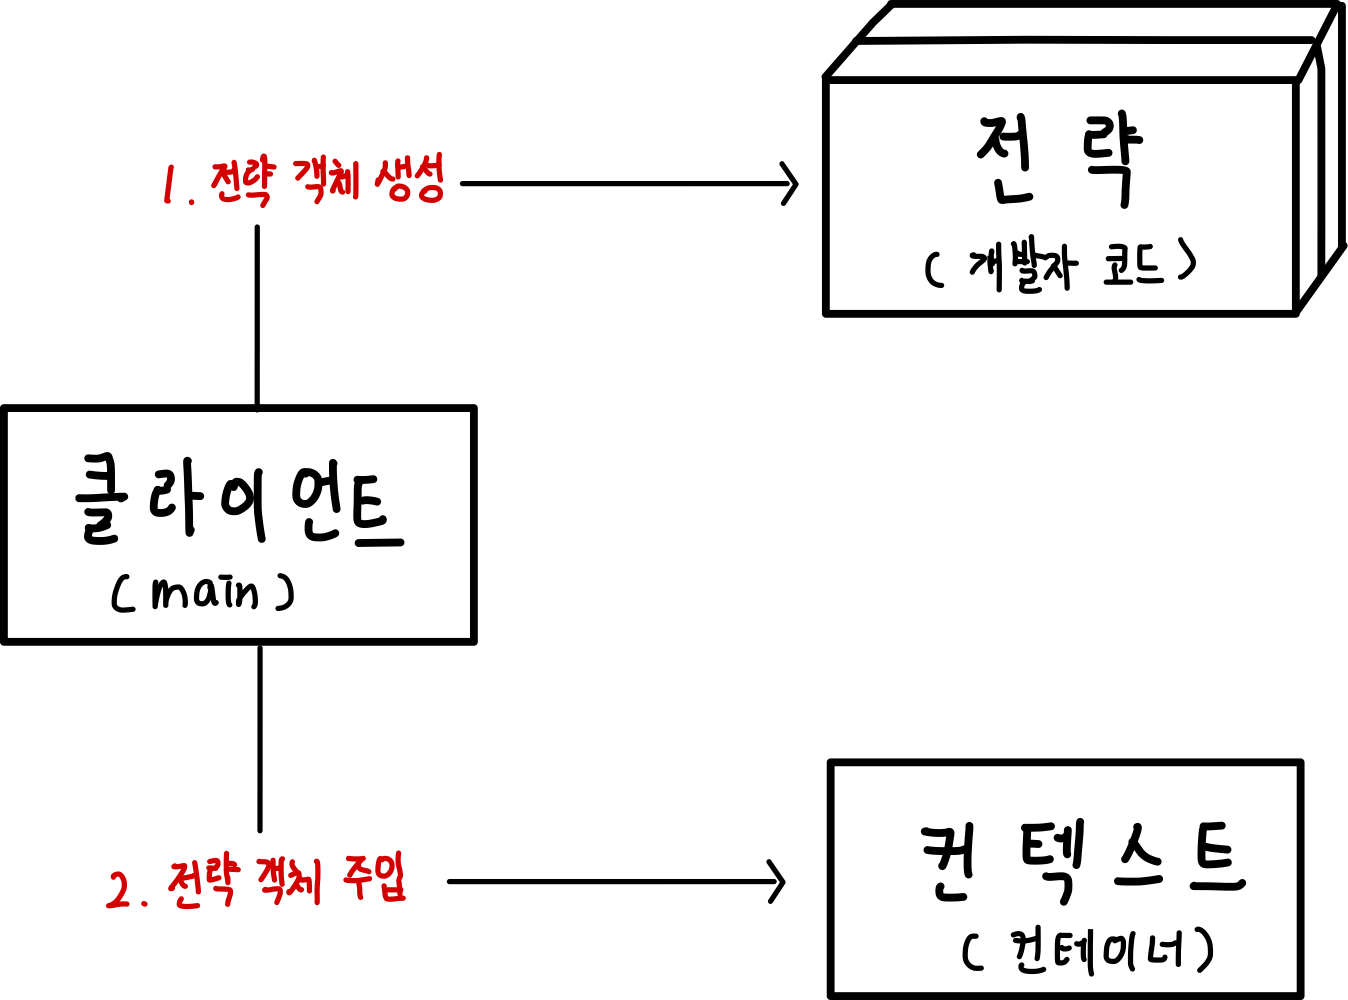 1. 전략 객체 생성
전략
(개발자 코드)
클라이언트
(main)
2. 전략 객체 주입
컨텍스트
(컨테이너)